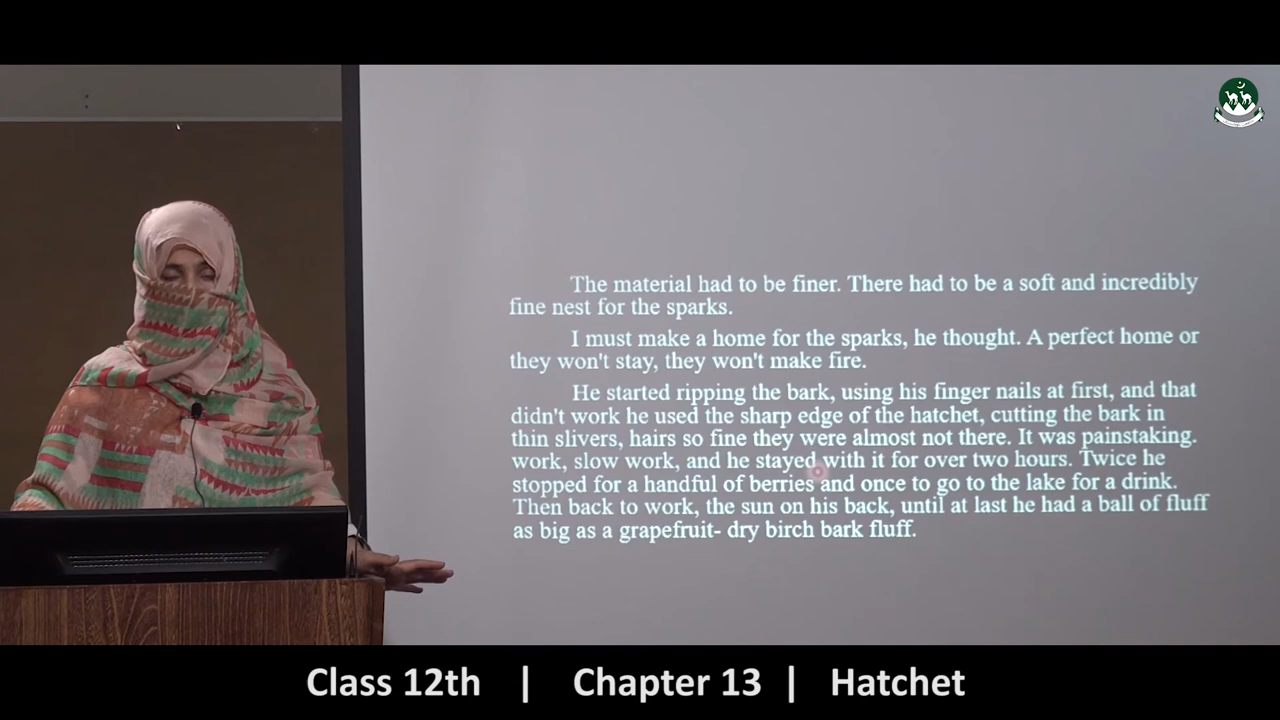 The material had to be finer. There had to be a soft and incredibly
fine nest for the sparks.
I must make a home for the sparks, he thought. A perfect home or
they won't stay, they won't make fire.
He started ripping the bark, using his finger nails at first, and that
didn't work he used the sharp edge of the hatchet, cutting the bark in
thin slivers, hairs so fine they were almost not there. It was painstaking.
work, slow work, and he stayed with it for over two hours. Twice he
stopped for a handful of berries and once to go to the lake for a drink.
Then back to work, the sun on his back, until at last he had a ball of fluff
as big as a grapefruit- dry birch bark fluff.
Class 12th | Chapter 13 | Hatchet